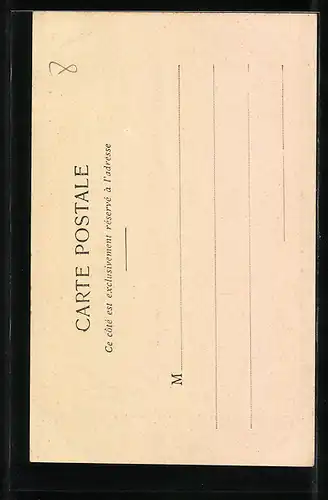 8
CARTE POSTALE
Ce côté est exclusivement réservé à l'adresse
M